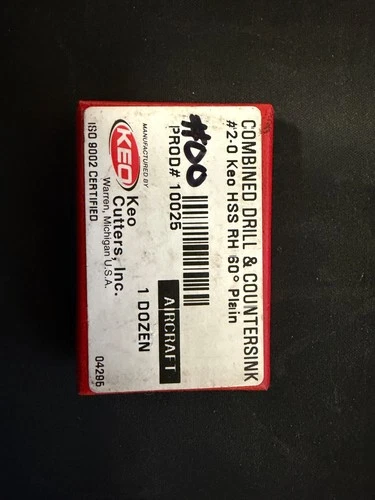 COMBINED DRILL & COUNTERSINK
#2-0 Keo HSS RH 60° Plain
#00
PROD# 10025
AIRCRAFT
1 DOZEN
MANUFACTURED BY
KEO
Keo
Cutters, Inc.
Warren, Michigan U.S.A.
ISO 9002 CERTIFIED
04295